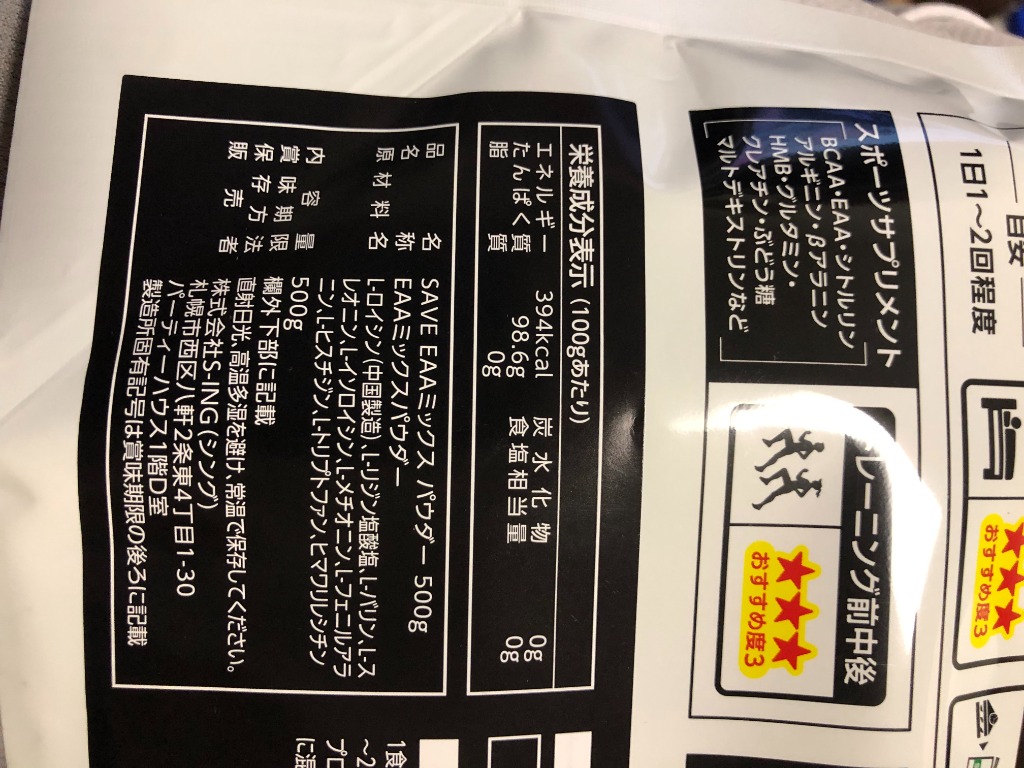 目安
1日1～2回程度
おすすめ度3
スポーツサプリメント
BCAA・EAA・シトルリン
アルギニン・βアラニン
HMB・グルタミン・
クレアチン・ぶどう糖
マルトデキストリンなど
レーニング前中後
おすすめ度3
栄養成分表示（100gあたり）
エネルギー 394kcal 炭水化物 0g
たんぱく質 98.6g 食塩相当量 0g
脂質 0g
品名 名称 SAVE EAAミックス パウダー 500g
EAAミックスパウダー
原材料名 L-ロイシン(中国製造)、L-リジン塩酸塩、L-バリン、L-ス
レオニン、L-イソロイシン、L-メチオニン、L-フェニルアラ
ニン、L-ヒスチジン、L-トリプトファン、ヒマワリレシチン
内容量 500g
賞味期限 欄外下部に記載
保存方法 直射日光、高温多湿を避け、常温で保存してください。
販売者 株式会社S-ING(シング)
札幌市西区八軒2条東4丁目1-30
パーティーハウス1階D室
製造所固有記号は賞味期限の後ろに記載
1食
～2
プロ
に混